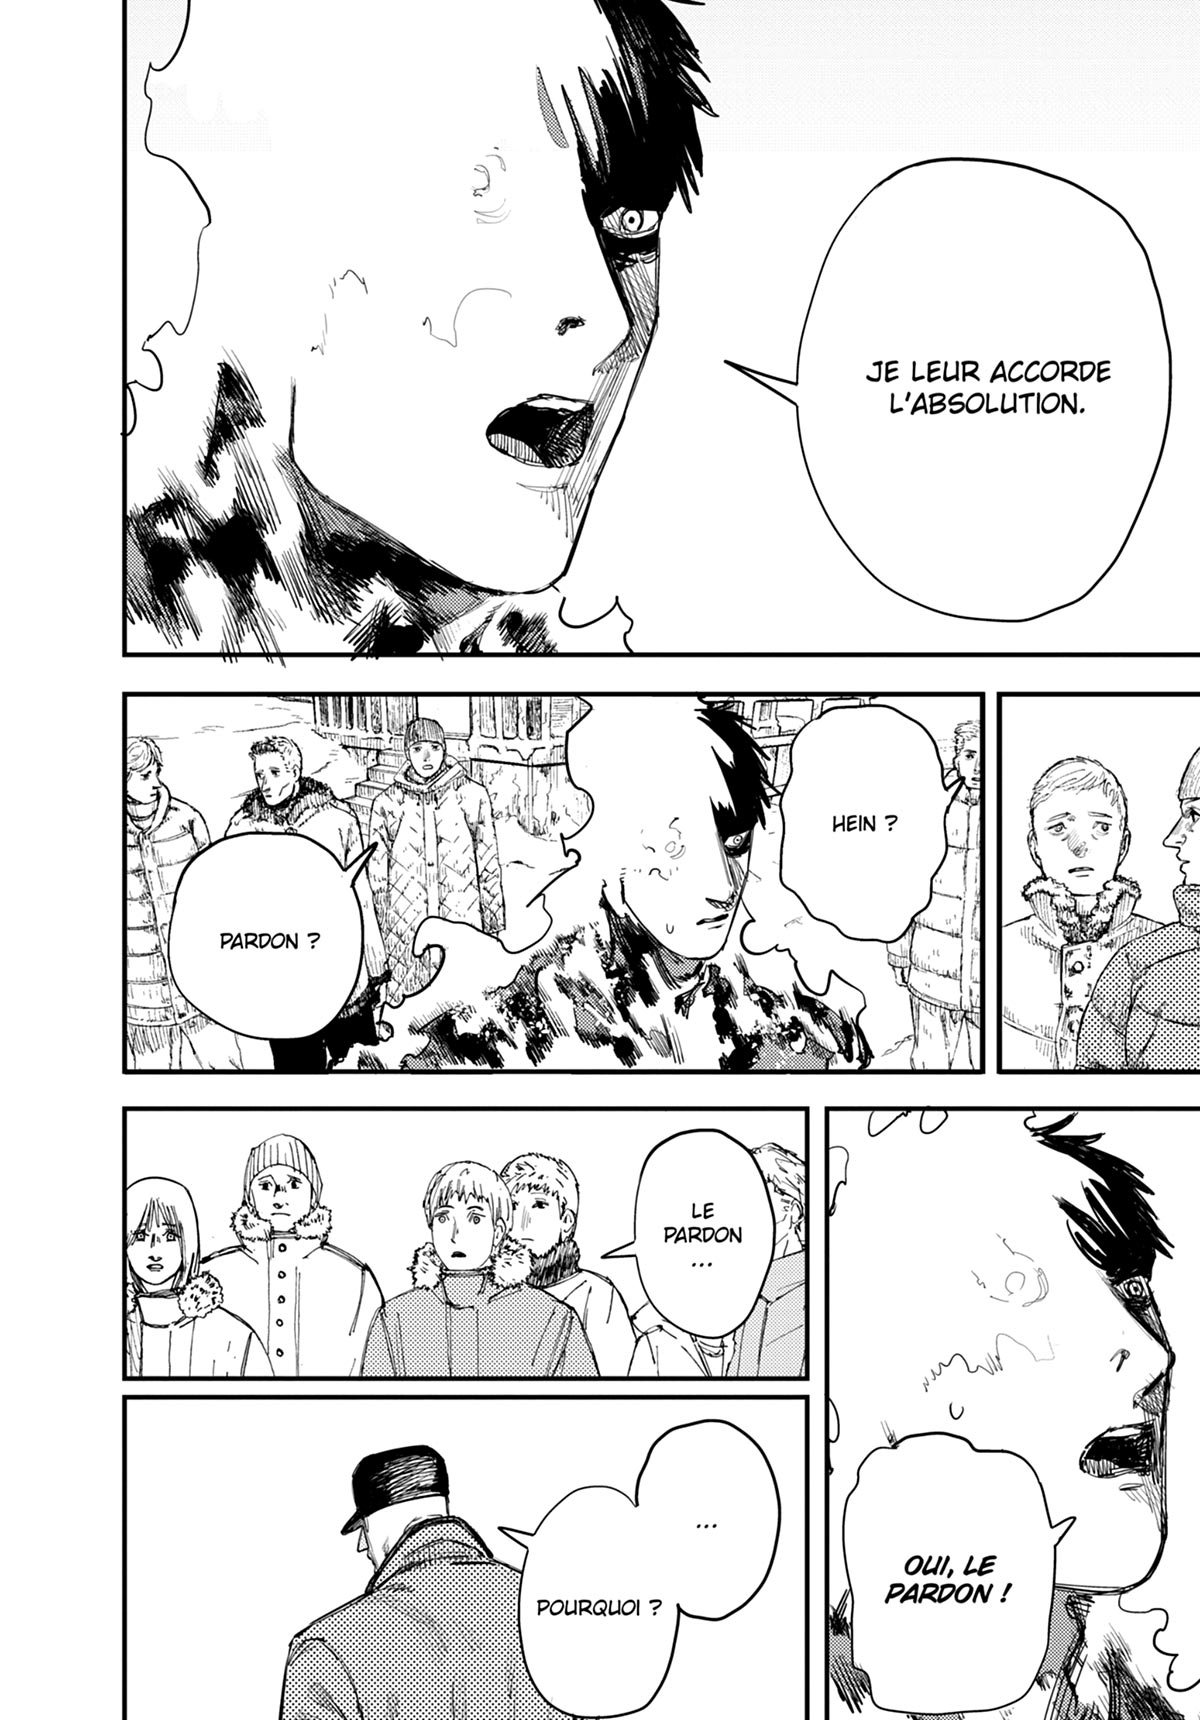 JE LEUR ACCORDE
L'ABSOLUTION.
HEIN ?
PARDON ?
OUI, LE
PARDON !
LE
PARDON
...
...
POURQUOI ?